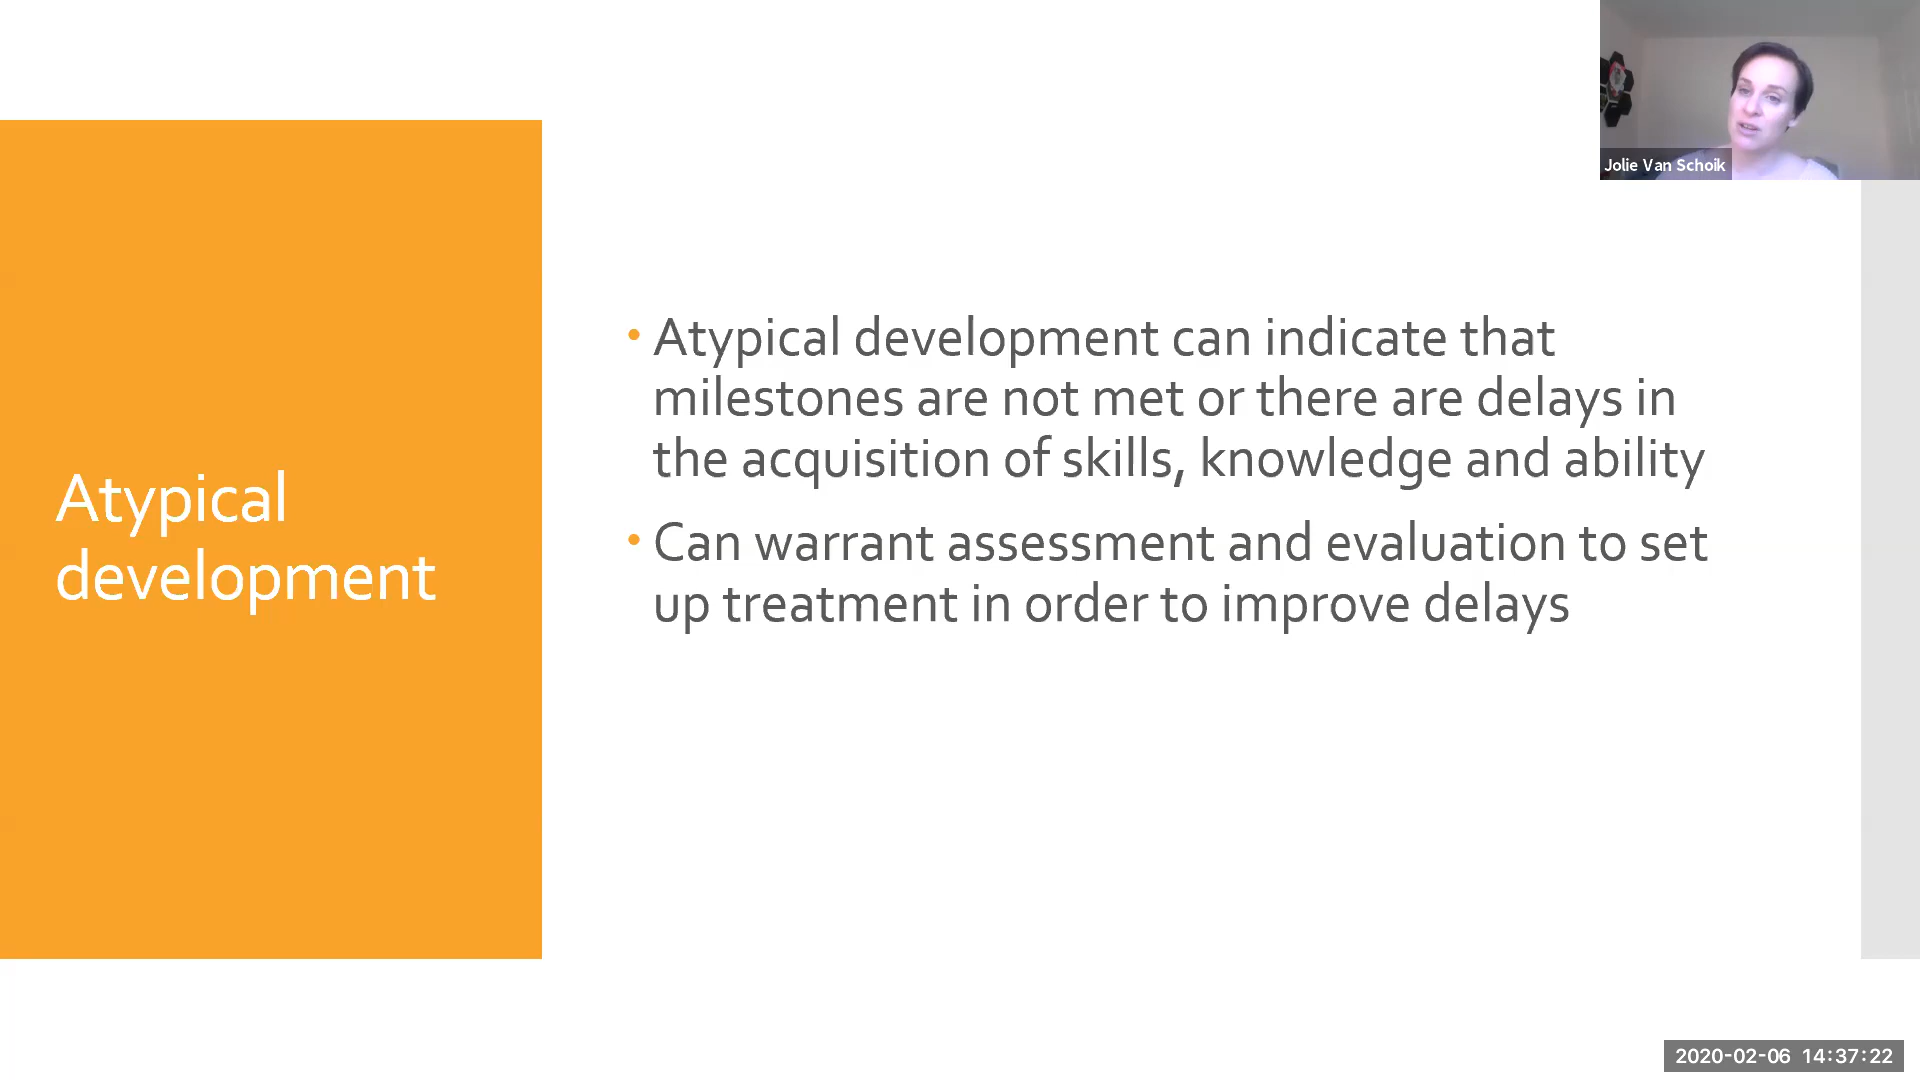 Jolie Van Schoik
Atypical
development
• Atypical development can indicate that
milestones are not met or there are delays in
the acquisition of skills, knowledge and ability
• Can warrant assessment and evaluation to set
up treatment in order to improve delays
2020-02-06 14:37:22